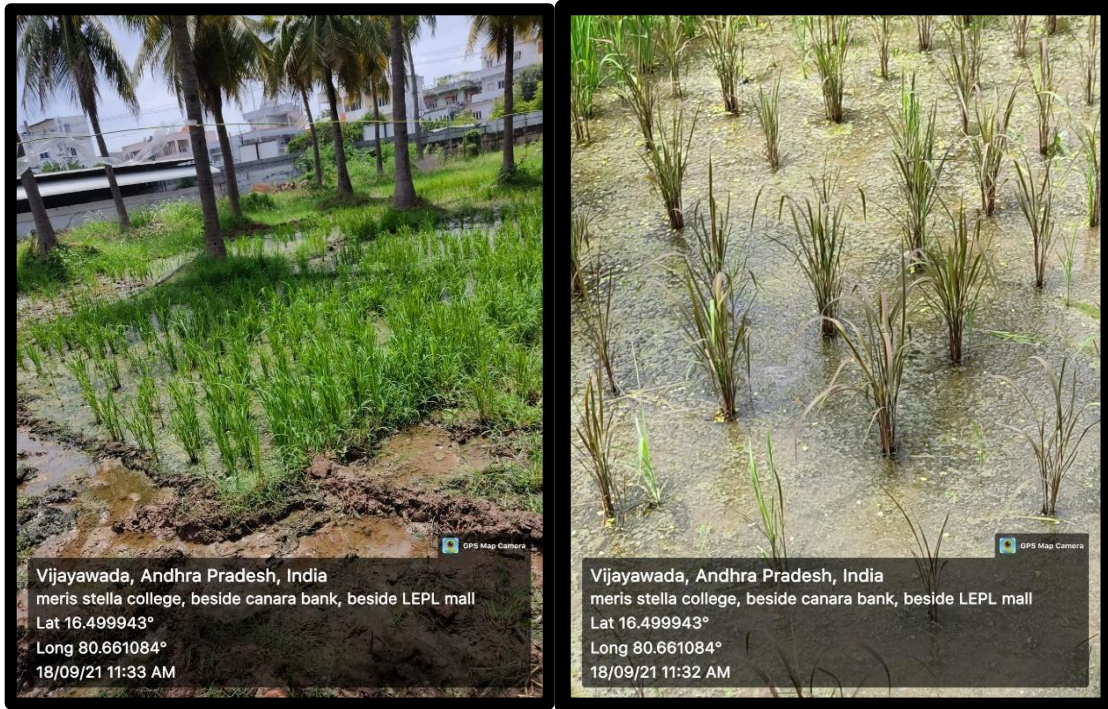 GPS Map Camera
Vijayawada, Andhra Pradesh, India
meris stella college, beside canara bank, beside LEPL mall
Lat 16.499943°
Long 80.661084°
18/09/21 11:33 AM
GPS Map Camera
Vijayawada, Andhra Pradesh, India
meris stella college, beside canara bank, beside LEPL mall
Lat 16.499943°
Long 80.661084°
18/09/21 11:32 AM